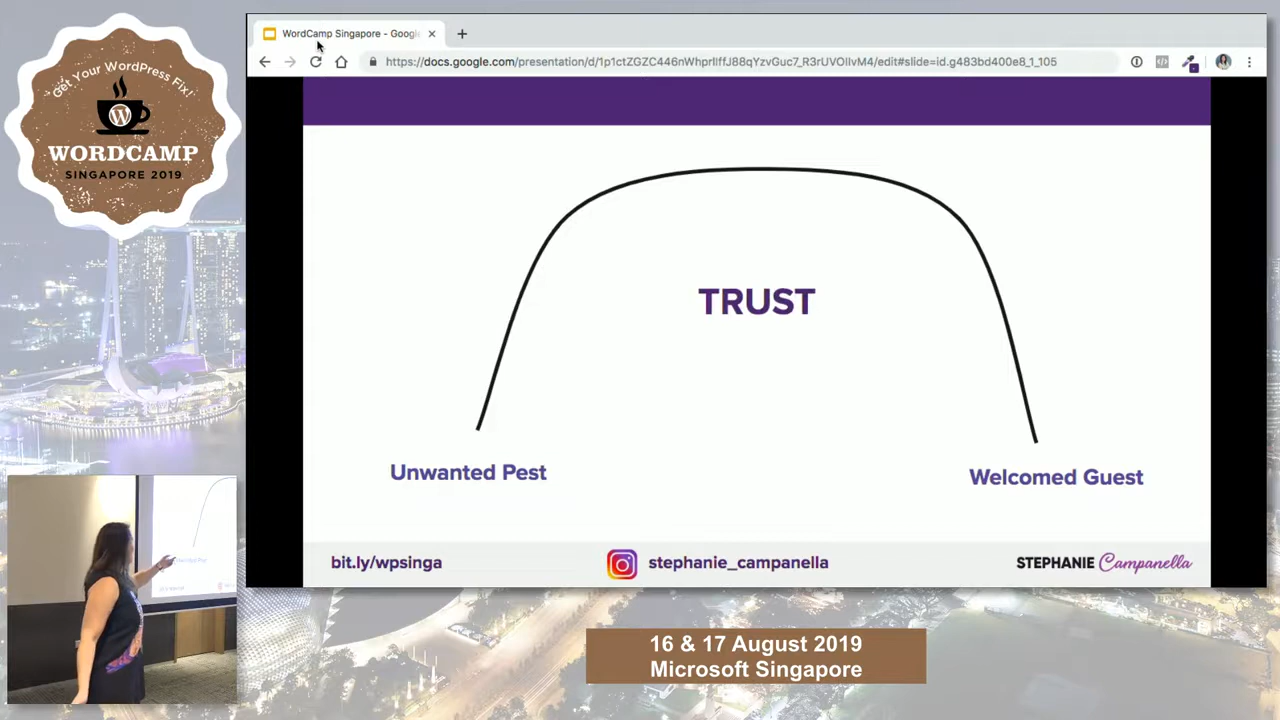 Get Your WordPress Fix!
WORDCAMP
SINGAPORE 2019
WordCamp Singapore - Googl
https://docs.google.com/presentation/d/1p1ctZGZC446nWhprIlffJ88qYzvGuc7_R3rUVOlIvM4/edit#slide=id.g483bd400e8_1_105
TRUST
Unwanted Pest
Welcomed Guest
bit.ly/wpsinga
stephanie_campanella
STEPHANIE Campanella
16 & 17 August 2019
Microsoft Singapore